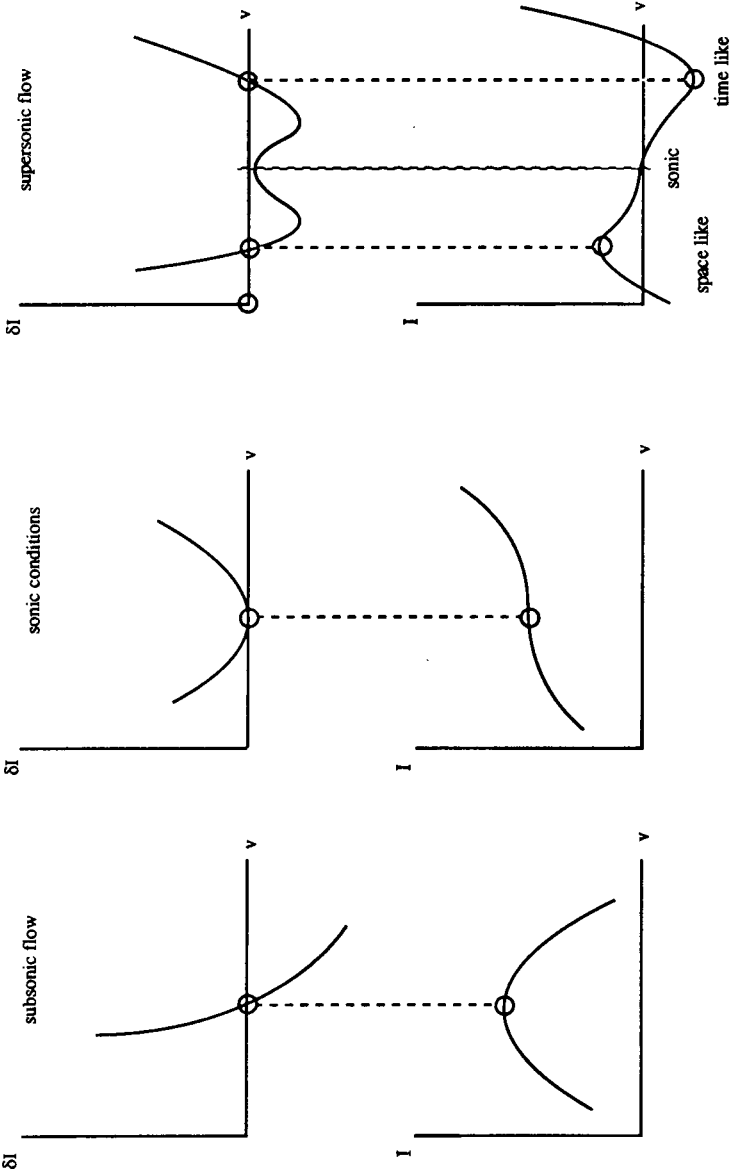 δI
subsonic flow
v
δI
sonic conditions
v
δI
supersonic flow
v
I
v
I
v
I
v
sonic
space like
time like